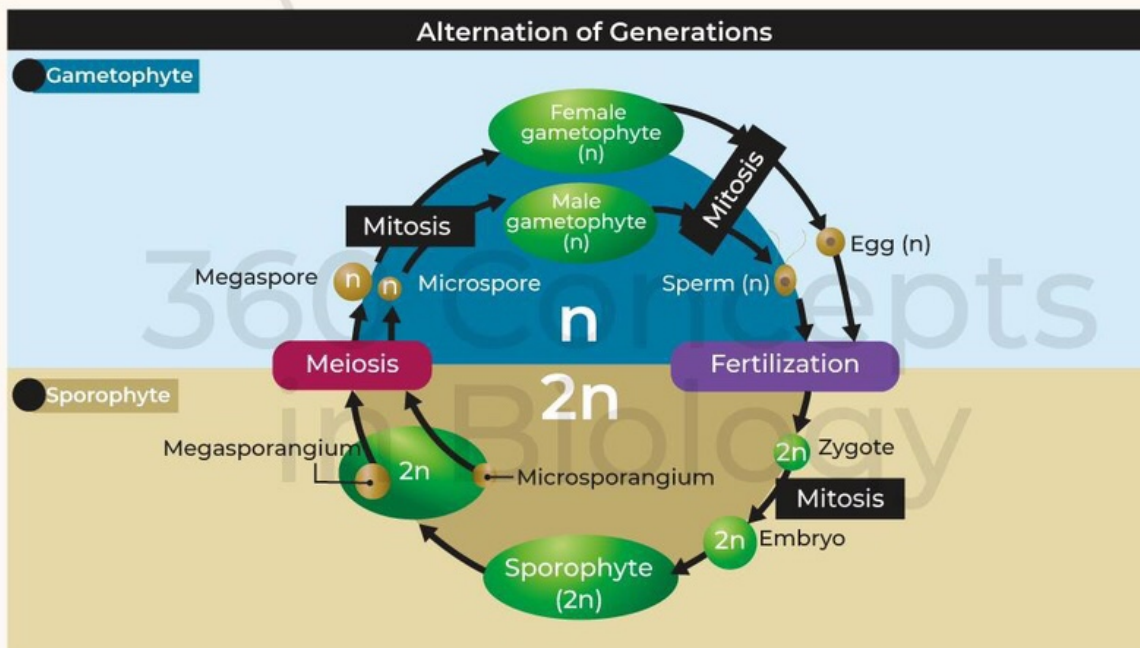 Alternation of Generations
Gametophyte
Female
gametophyte
(n)
Mitosis
Male
gametophyte
(n)
Mitosis
Egg (n)
Megaspore
n
n
Microspore
Sperm (n)
n
360 Concepts
in Biology
Meiosis
Fertilization
Sporophyte
2n
Megasporangium
2n
Microsporangium
2n
Zygote
Mitosis
2n
Embryo
Sporophyte
(2n)